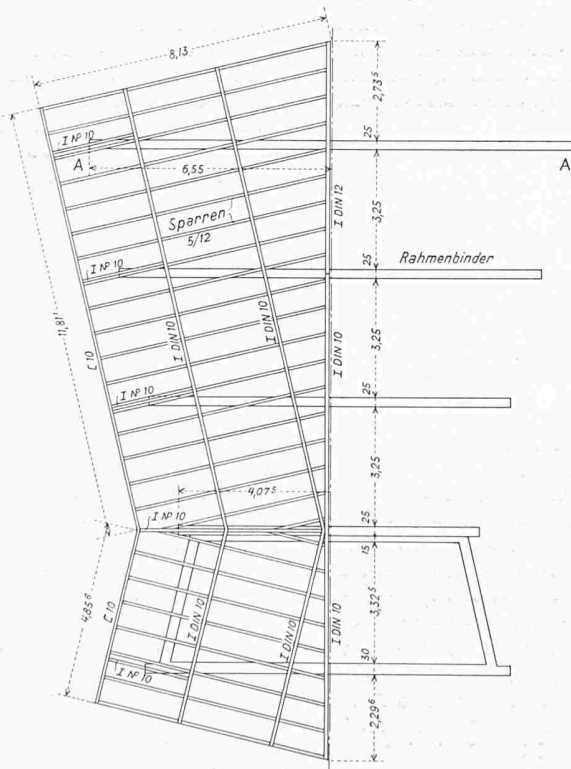 8,13
2,73⁵
I № 10
25
A
6,55
A
I DIN 12
3,25
Sparren
5/12
I № 10
25
Rahmenbinder
11,81¹
C 10
I DIN 10
I DIN 10
I DIN 10
3,25
I № 10
25
3,25
4,07⁵
I № 10
25
15
4,85⁶
C 10
I DIN 10
I DIN 10
I DIN 10
3,32⁵
I № 10
30
2,29⁶